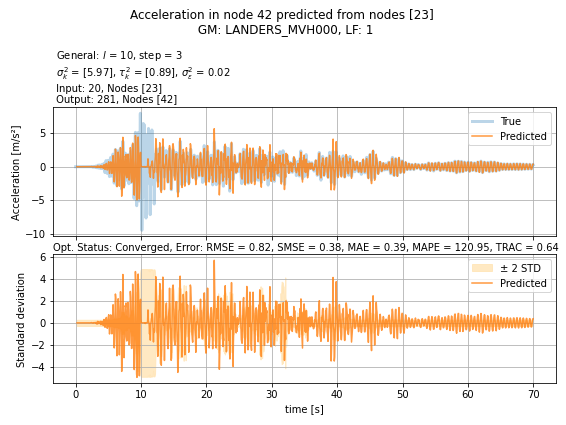 Acceleration in node 42 predicted from nodes [23]
GM: LANDERS_MVH000, LF: 1
General: l = 10, step = 3
σ²ₖ = [5.97], τ²ₖ = [0.89], σ²ₑ = 0.02
Input: 20, Nodes [23]
Output: 281, Nodes [42]
Acceleration [m/s²]
5
0
−5
−10
True
Predicted
Opt. Status: Converged, Error: RMSE = 0.82, SMSE = 0.38, MAE = 0.39, MAPE = 120.95, TRAC = 0.64
Standard deviation
6
4
2
0
−2
−4
± 2 STD
Predicted
0 10 20 30 40 50 60 70
time [s]